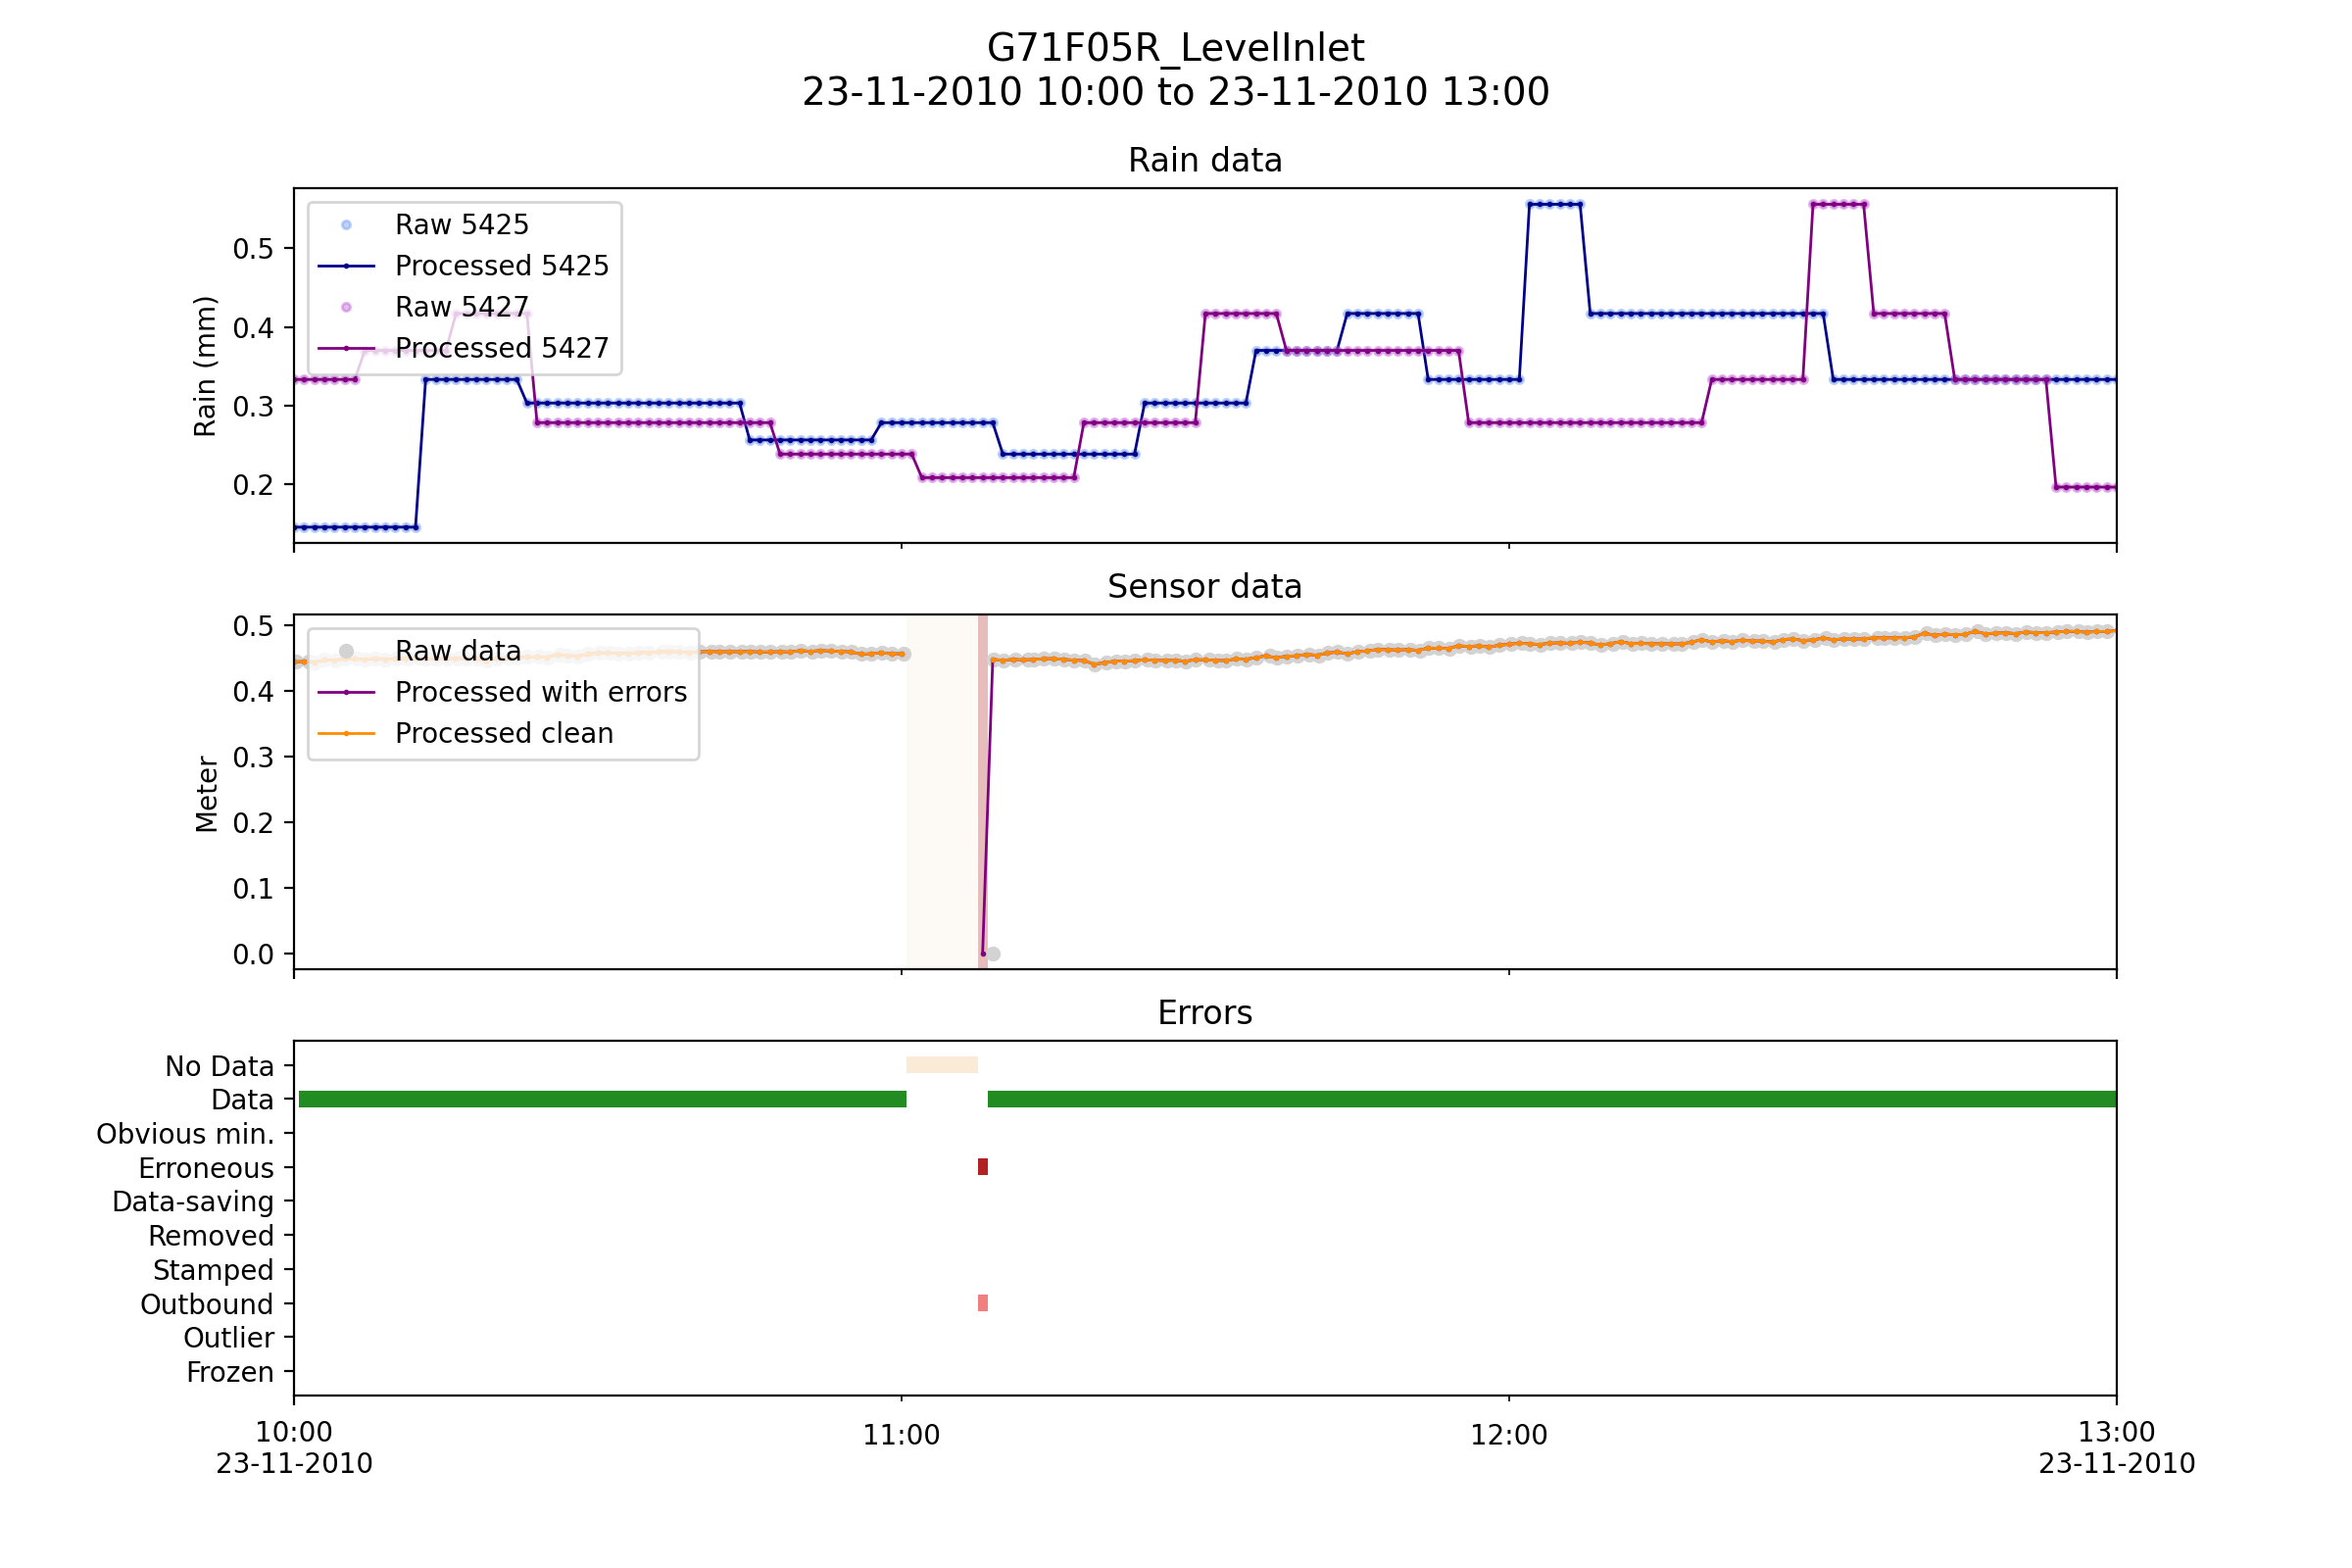 G71F05R_LevelInlet
23-11-2010 10:00 to 23-11-2010 13:00
Rain data
Rain (mm)
0.5
0.4
0.3
0.2
Raw 5425
Processed 5425
Raw 5427
Processed 5427
Sensor data
Meter
0.5
0.4
0.3
0.2
0.1
0.0
Raw data
Processed with errors
Processed clean
Errors
No Data
Data
Obvious min.
Erroneous
Data-saving
Removed
Stamped
Outbound
Outlier
Frozen
10:00
23-11-2010
11:00
12:00
13:00
23-11-2010